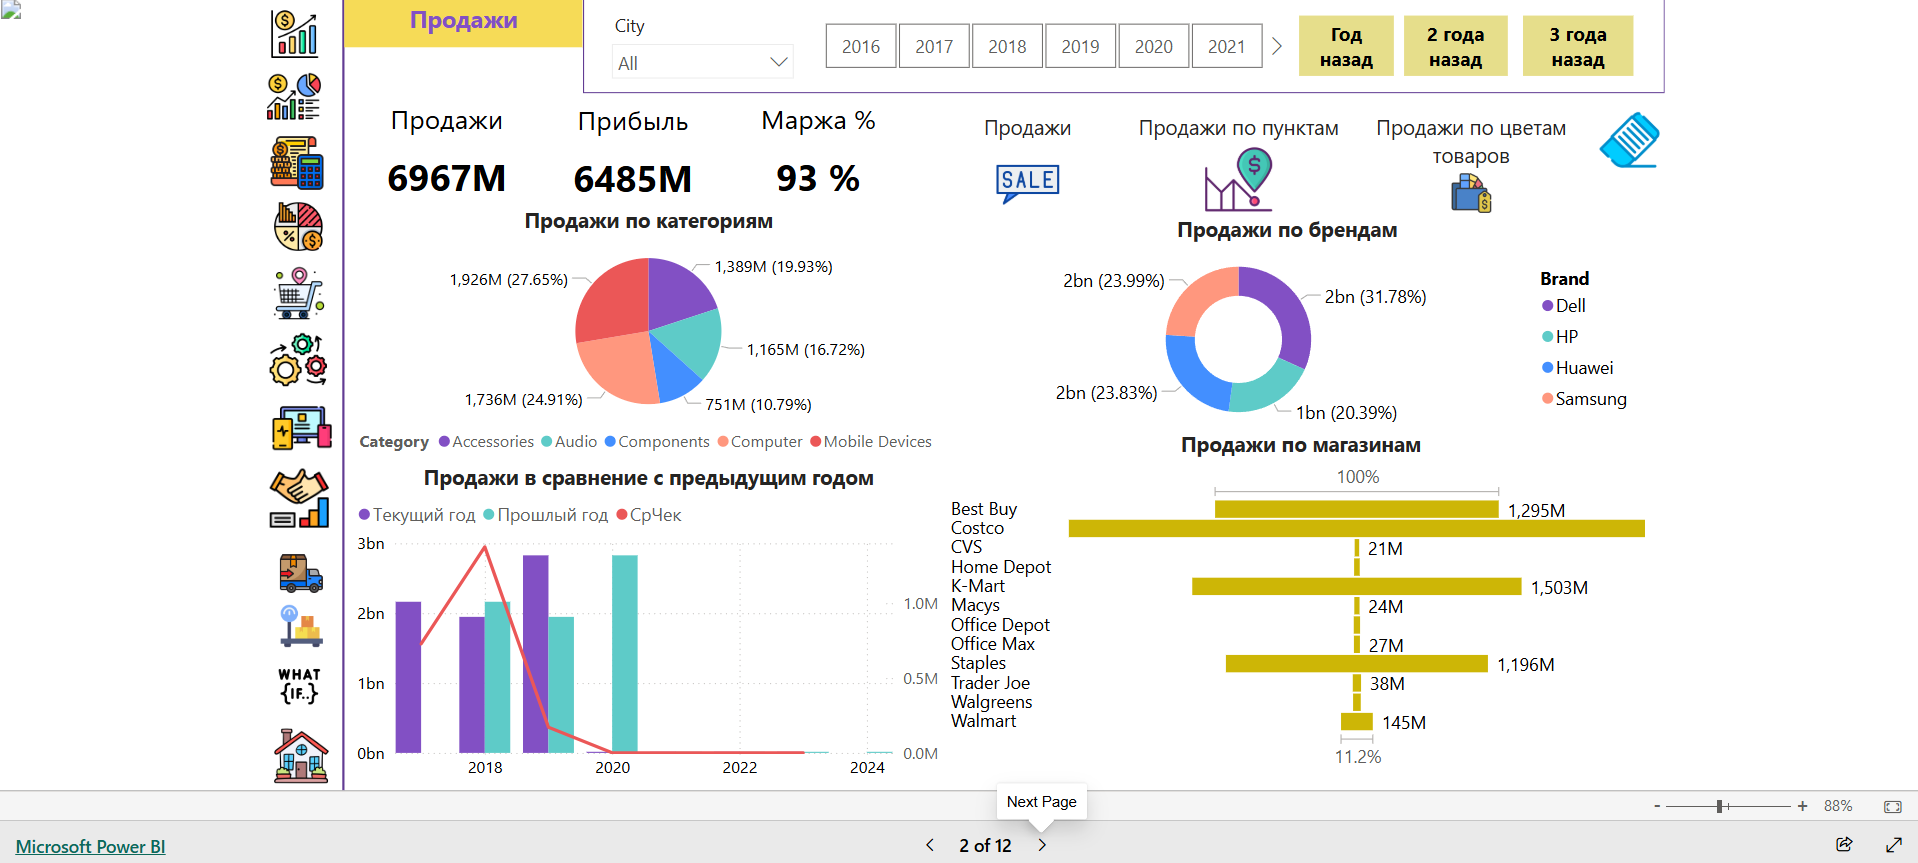 Продажи
City
All
2016
2017
2018
2019
2020
2021
Год
назад
2 года
назад
3 года
назад
Продажи
6967M
Прибыль
6485M
Маржа %
93 %
Продажи
SALE
Продажи по пунктам
Продажи по цветам
товаров
Продажи по категориям
1,926M (27.65%)
1,389M (19.93%)
1,165M (16.72%)
1,736M (24.91%)
751M (10.79%)
Category Accessories Audio Components Computer Mobile Devices
Продажи по брендам
2bn (23.99%)
2bn (31.78%)
2bn (23.83%)
1bn (20.39%)
Brand
Dell
HP
Huawei
Samsung
Продажи в сравнение с предыдущим годом
Текущий год Прошлый год СрЧек
3bn
2bn
1bn
0bn
1.0M
0.5M
0.0M
2018
2020
2022
2024
Продажи по магазинам
100%
Best Buy 1,295M
Costco
CVS 21M
Home Depot
K-Mart 1,503M
Macys 24M
Office Depot
Office Max 27M
Staples 1,196M
Trader Joe 38M
Walgreens
Walmart 145M
11.2%
WHAT
{IF..}
Next Page
- + 88%
Microsoft Power BI
2 of 12